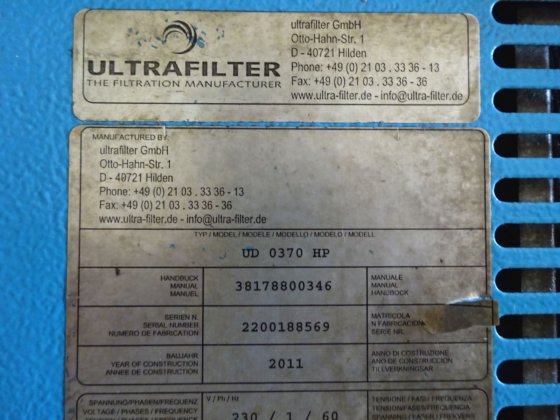 ULTRAFILTER
THE FILTRATION MANUFACTURER
ultrafilter GmbH
Otto-Hahn-Str. 1
D - 40721 Hilden
Phone: +49 (0) 21 03 . 33 36 - 13
Fax: +49 (0) 21 03 . 33 36 - 36
www.ultra-filter.de - info@ultra-filter.de
MANUFACTURED BY:
ultrafilter GmbH
Otto-Hahn-Str. 1
D - 40721 Hilden
Phone: +49 (0) 21 03 . 33 36 - 13
Fax: +49 (0) 21 03 . 33 36 - 36
www.ultra-filter.de - info@ultra-filter.de
TYP / MODEL / MODELE / MODELLO / MODELO / MODELL
UD 0370 HP
HANDBUCK
MANUAL
MANUEL
38178800346
MANUALE
MANUAL
HANDBOCK
SERIEN N.
SERIAL NUMBER
NUMERO DE FABRICATION
2200188569
MATRICOLA
N FABRICACION
SERIE NR.
BAUJAHR
YEAR OF CONSTRUCTION
ANNEE DE CONSTRUCTION
2011
ANNO DI COSTRUZIONE
ANO DE CONSTRUCCION
TILLVERKNINGSAR
SPANNUNG/PHASEN/FREQUENZ
VOLTAGE / PHASES / FREQUENCY
V / Ph / Hz
230 / 1 / 60
TENSIONE / FASI / FREQUENZA
TENSION/FASES/FRECUENCIA